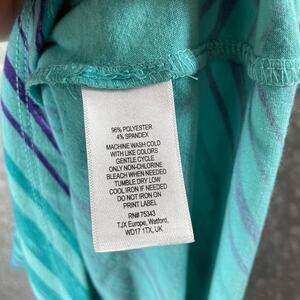 96% POLYESTER
4% SPANDEX
MACHINE WASH COLD
WITH LIKE COLORS
GENTLE CYCLE
ONLY NON-CHLORINE
BLEACH WHEN NEEDED
TUMBLE DRY LOW
COOL IRON IF NEEDED
DO NOT IRON ON
PRINT LABEL
RN# 75343
TJX Europe, Watford,
WD17 1TX, UK